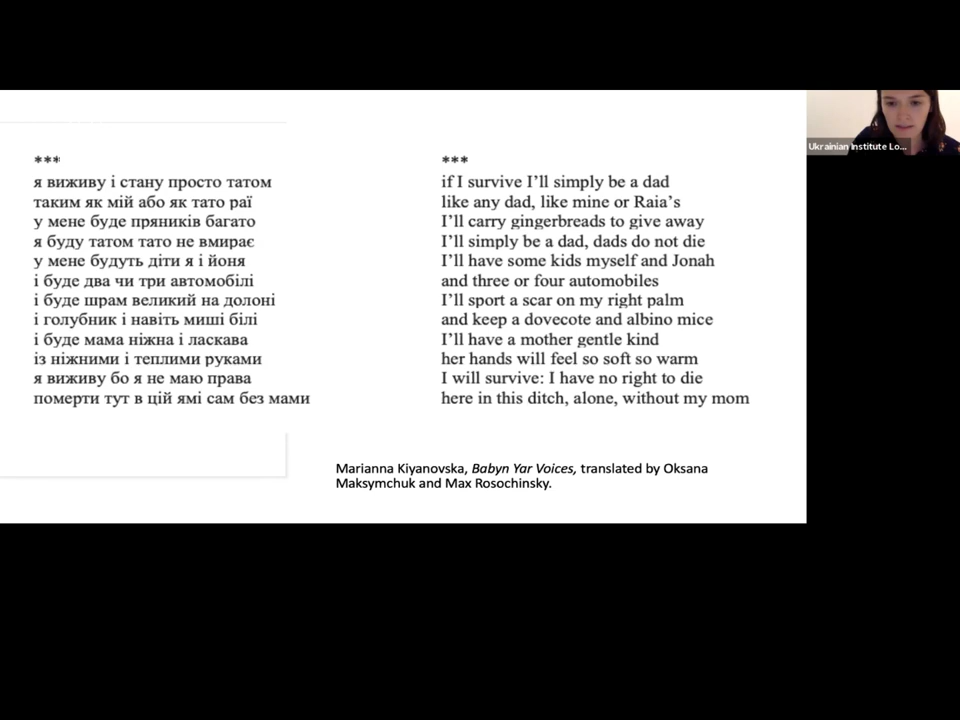 ***
я виживу і стану просто татом
таким як мій або як тато раї
у мене буде пряників багато
я буду татом тато не вмирає
у мене будуть діти я і йоня
і буде два чи три автомобілі
і буде шрам великий на долоні
і голубник і навіть миші білі
і буде мама ніжна і ласкава
із ніжними і теплими руками
я виживу бо я не маю права
померти тут в цій ямі сам без мами
***
if I survive I’ll simply be a dad
like any dad, like mine or Raia’s
I’ll carry gingerbreads to give away
I’ll simply be a dad, dads do not die
I’ll have some kids myself and Jonah
and three or four automobiles
I’ll sport a scar on my right palm
and keep a dovecote and albino mice
I’ll have a mother gentle kind
her hands will feel so soft so warm
I will survive: I have no right to die
here in this ditch, alone, without my mom
Marianna Kiyanovska, Babyn Yar Voices, translated by Oksana
Maksymchuk and Max Rosochinsky.
Ukrainian Institute Lo...